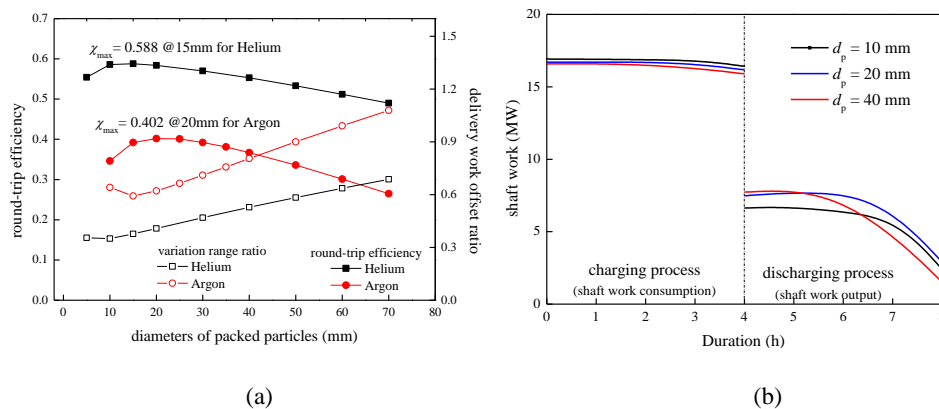 (a)
0.7
0.6
0.5
0.4
0.3
0.2
0.1
0.0
round-trip efficiency
1.5
1.2
0.9
0.6
0.3
0.0
delivery work offset ratio
χmax= 0.588 @15mm for Helium
χmax= 0.402 @20mm for Argon
variation range ratio
Helium
Argon
round-trip efficiency
Helium
Argon
0 10 20 30 40 50 60 70 80
diameters of packed particles (mm)
(b)
20
15
10
5
0
shaft work (MW)
dp = 10 mm
dp = 20 mm
dp = 40 mm
charging process
(shaft work consumption)
discharging process
(shaft work output)
0 1 2 3 4 5 6 7
Duration (h)
(a)
(b)